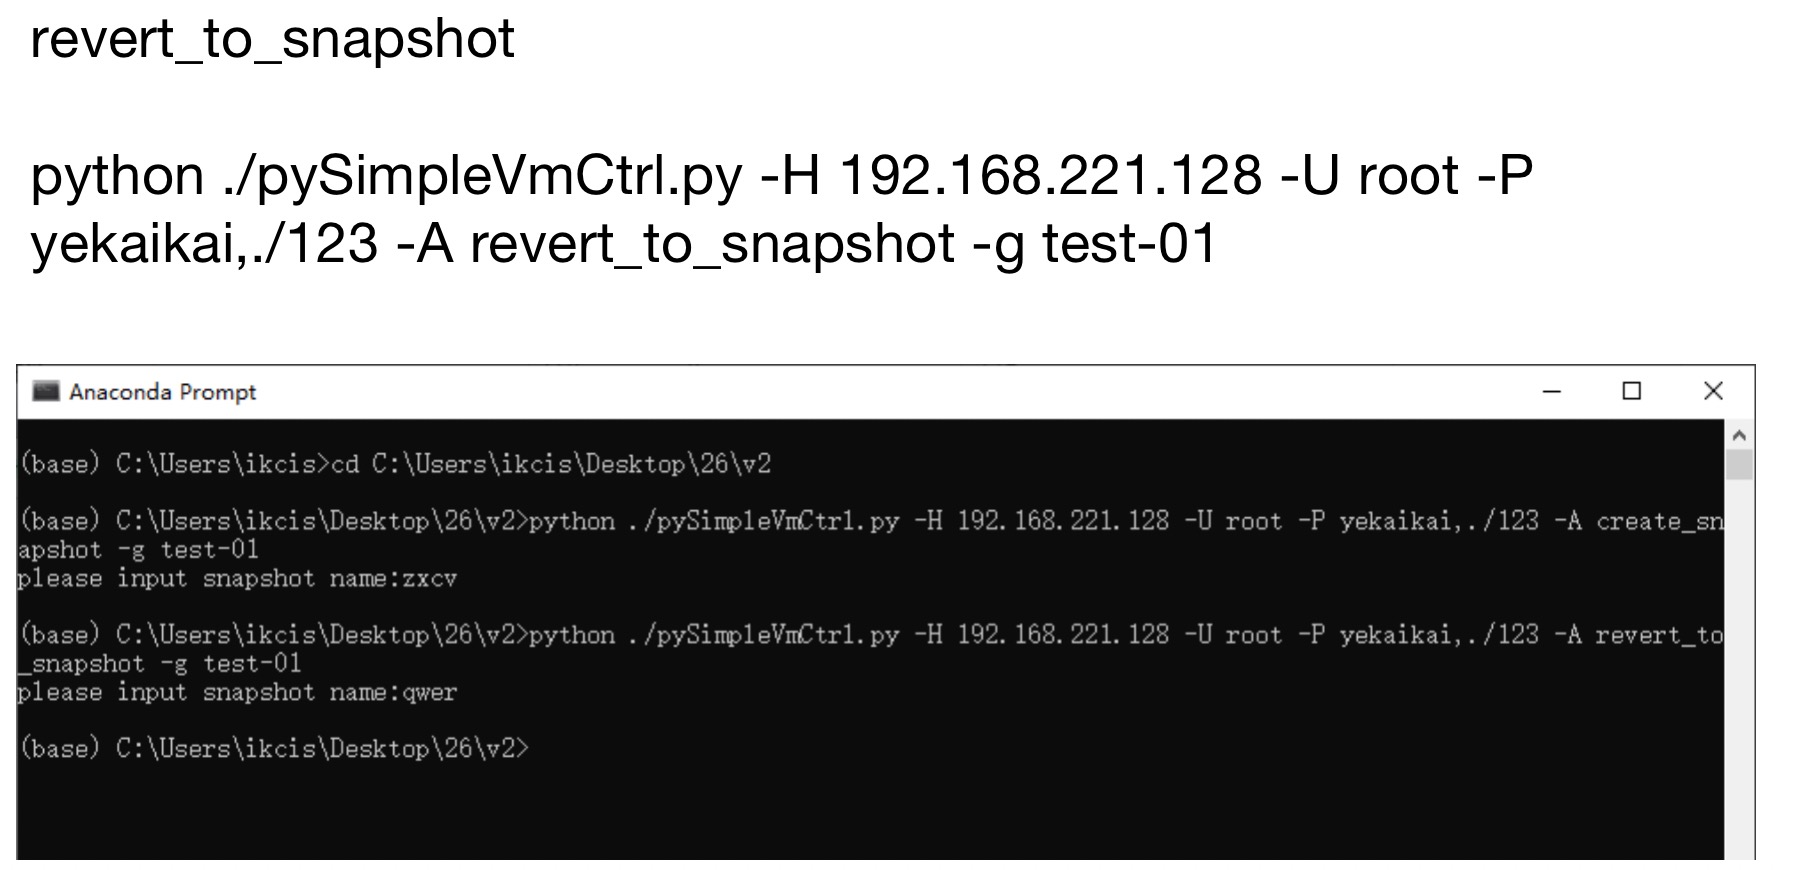 revert_to_snapshot
python ./pySimpleVmCtrl.py -H 192.168.221.128 -U root -P
yekaikai,./123 -A revert_to_snapshot -g test-01
Anaconda Prompt
(base) C:\Users\ikcis>cd C:\Users\ikcis\Desktop\26\v2
(base) C:\Users\ikcis\Desktop\26\v2>python ./pySimpleVmCtrl.py -H 192.168.221.128 -U root -P yekaikai,./123 -A create_sn
apshot -g test-01
please input snapshot name:zxcv
(base) C:\Users\ikcis\Desktop\26\v2>python ./pySimpleVmCtrl.py -H 192.168.221.128 -U root -P yekaikai,./123 -A revert_to
_snapshot -g test-01
please input snapshot name:qwer
(base) C:\Users\ikcis\Desktop\26\v2>